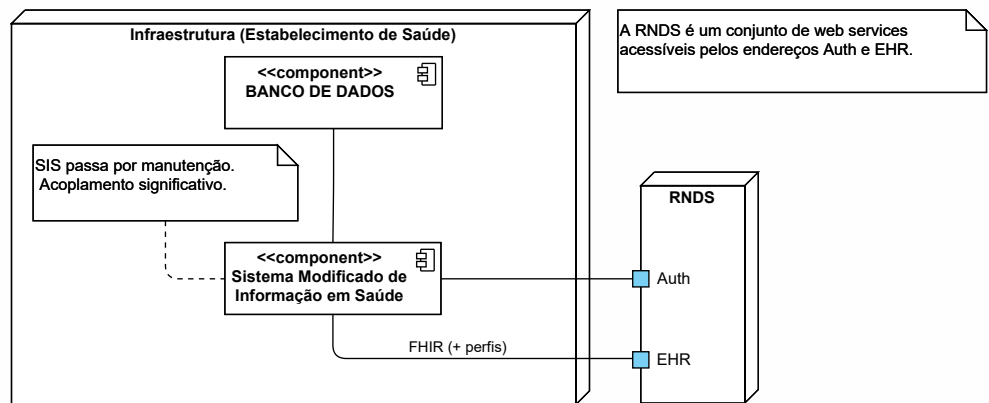 Infraestrutura (Estabelecimento de Saúde)
<<component>>
BANCO DE DADOS
A RNDS é um conjunto de web services
acessíveis pelos endereços Auth e EHR.
SIS passa por manutenção.
Acoplamento significativo.
<<component>>
Sistema Modificado de
Informação em Saúde
RNDS
Auth
FHIR (+ perfis)
EHR